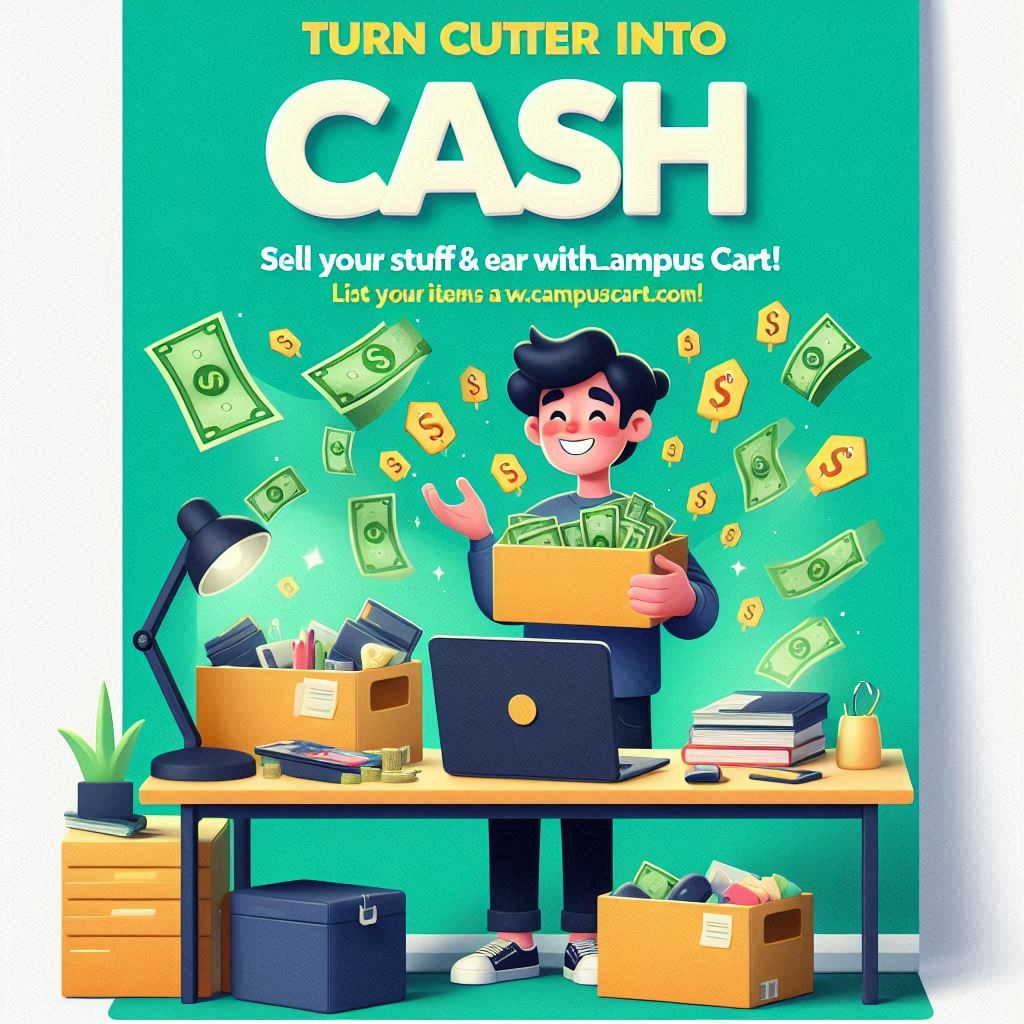 TURN CUTTER INTO
CASH
Sell your stuff & ear with_ampus Cart!
List your items a w.campuscart.com!